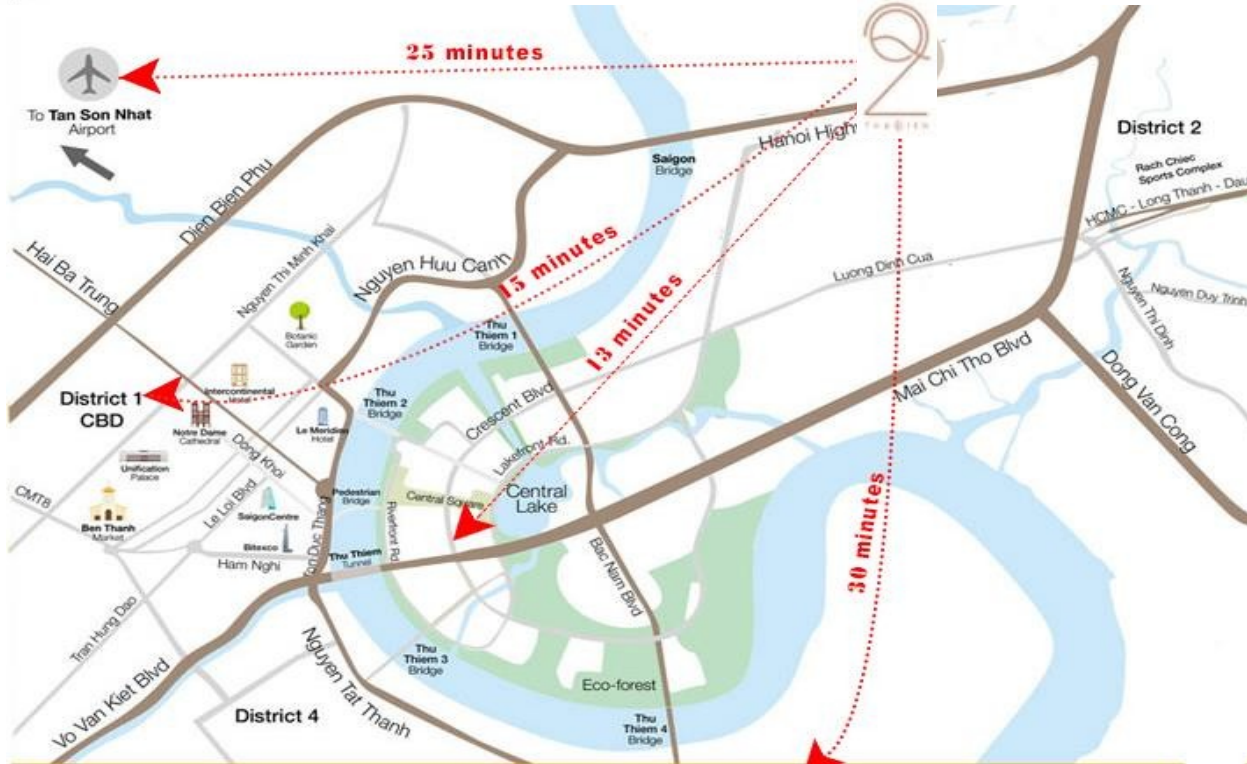 25 minutes
To Tan Son Nhat
Airport
District 2
Rach Chiec
Sports Complex
HCMC - Long Thanh - Dau
Hanoi High
Saigon
Bridge
Dien Bien Phu
Hai Ba Trung
Nguyen Thi Minh Khai
Nguyen Huu Canh
15 minutes
13 minutes
Luong Dinh Cua
Nguyen Thi Dinh
Nguyen Duy Trinh
Botanic
Garden
Thu
Thiem 1
Bridge
Mai Chi Tho Blvd
Dong Van Cong
District 1
CBD
Intercontinental
Hotel
Thu
Thiem 2
Bridge
Crescent Blvd
Notre Dame
Cathedral
Le Meridien
Hotel
Dong Khoi
Lakefront Rd.
Unification
Palace
CMT8
Le Loi Blvd
Pedestrian
Bridge
Central Square
Central
Lake
30 minutes
Ben Thanh
Market
SaigonCentre
Bitexco
Ton Duc Thang
Riverfront Rd
Ham Nghi
Thu Thiem
Tunnel
Bac Nam Blvd
Tran Hung Dao
Vo Van Kiet Blvd
Nguyen Tat Thanh
Thu
Thiem 3
Bridge
Eco-forest
District 4
Thu
Thiem 4
Bridge